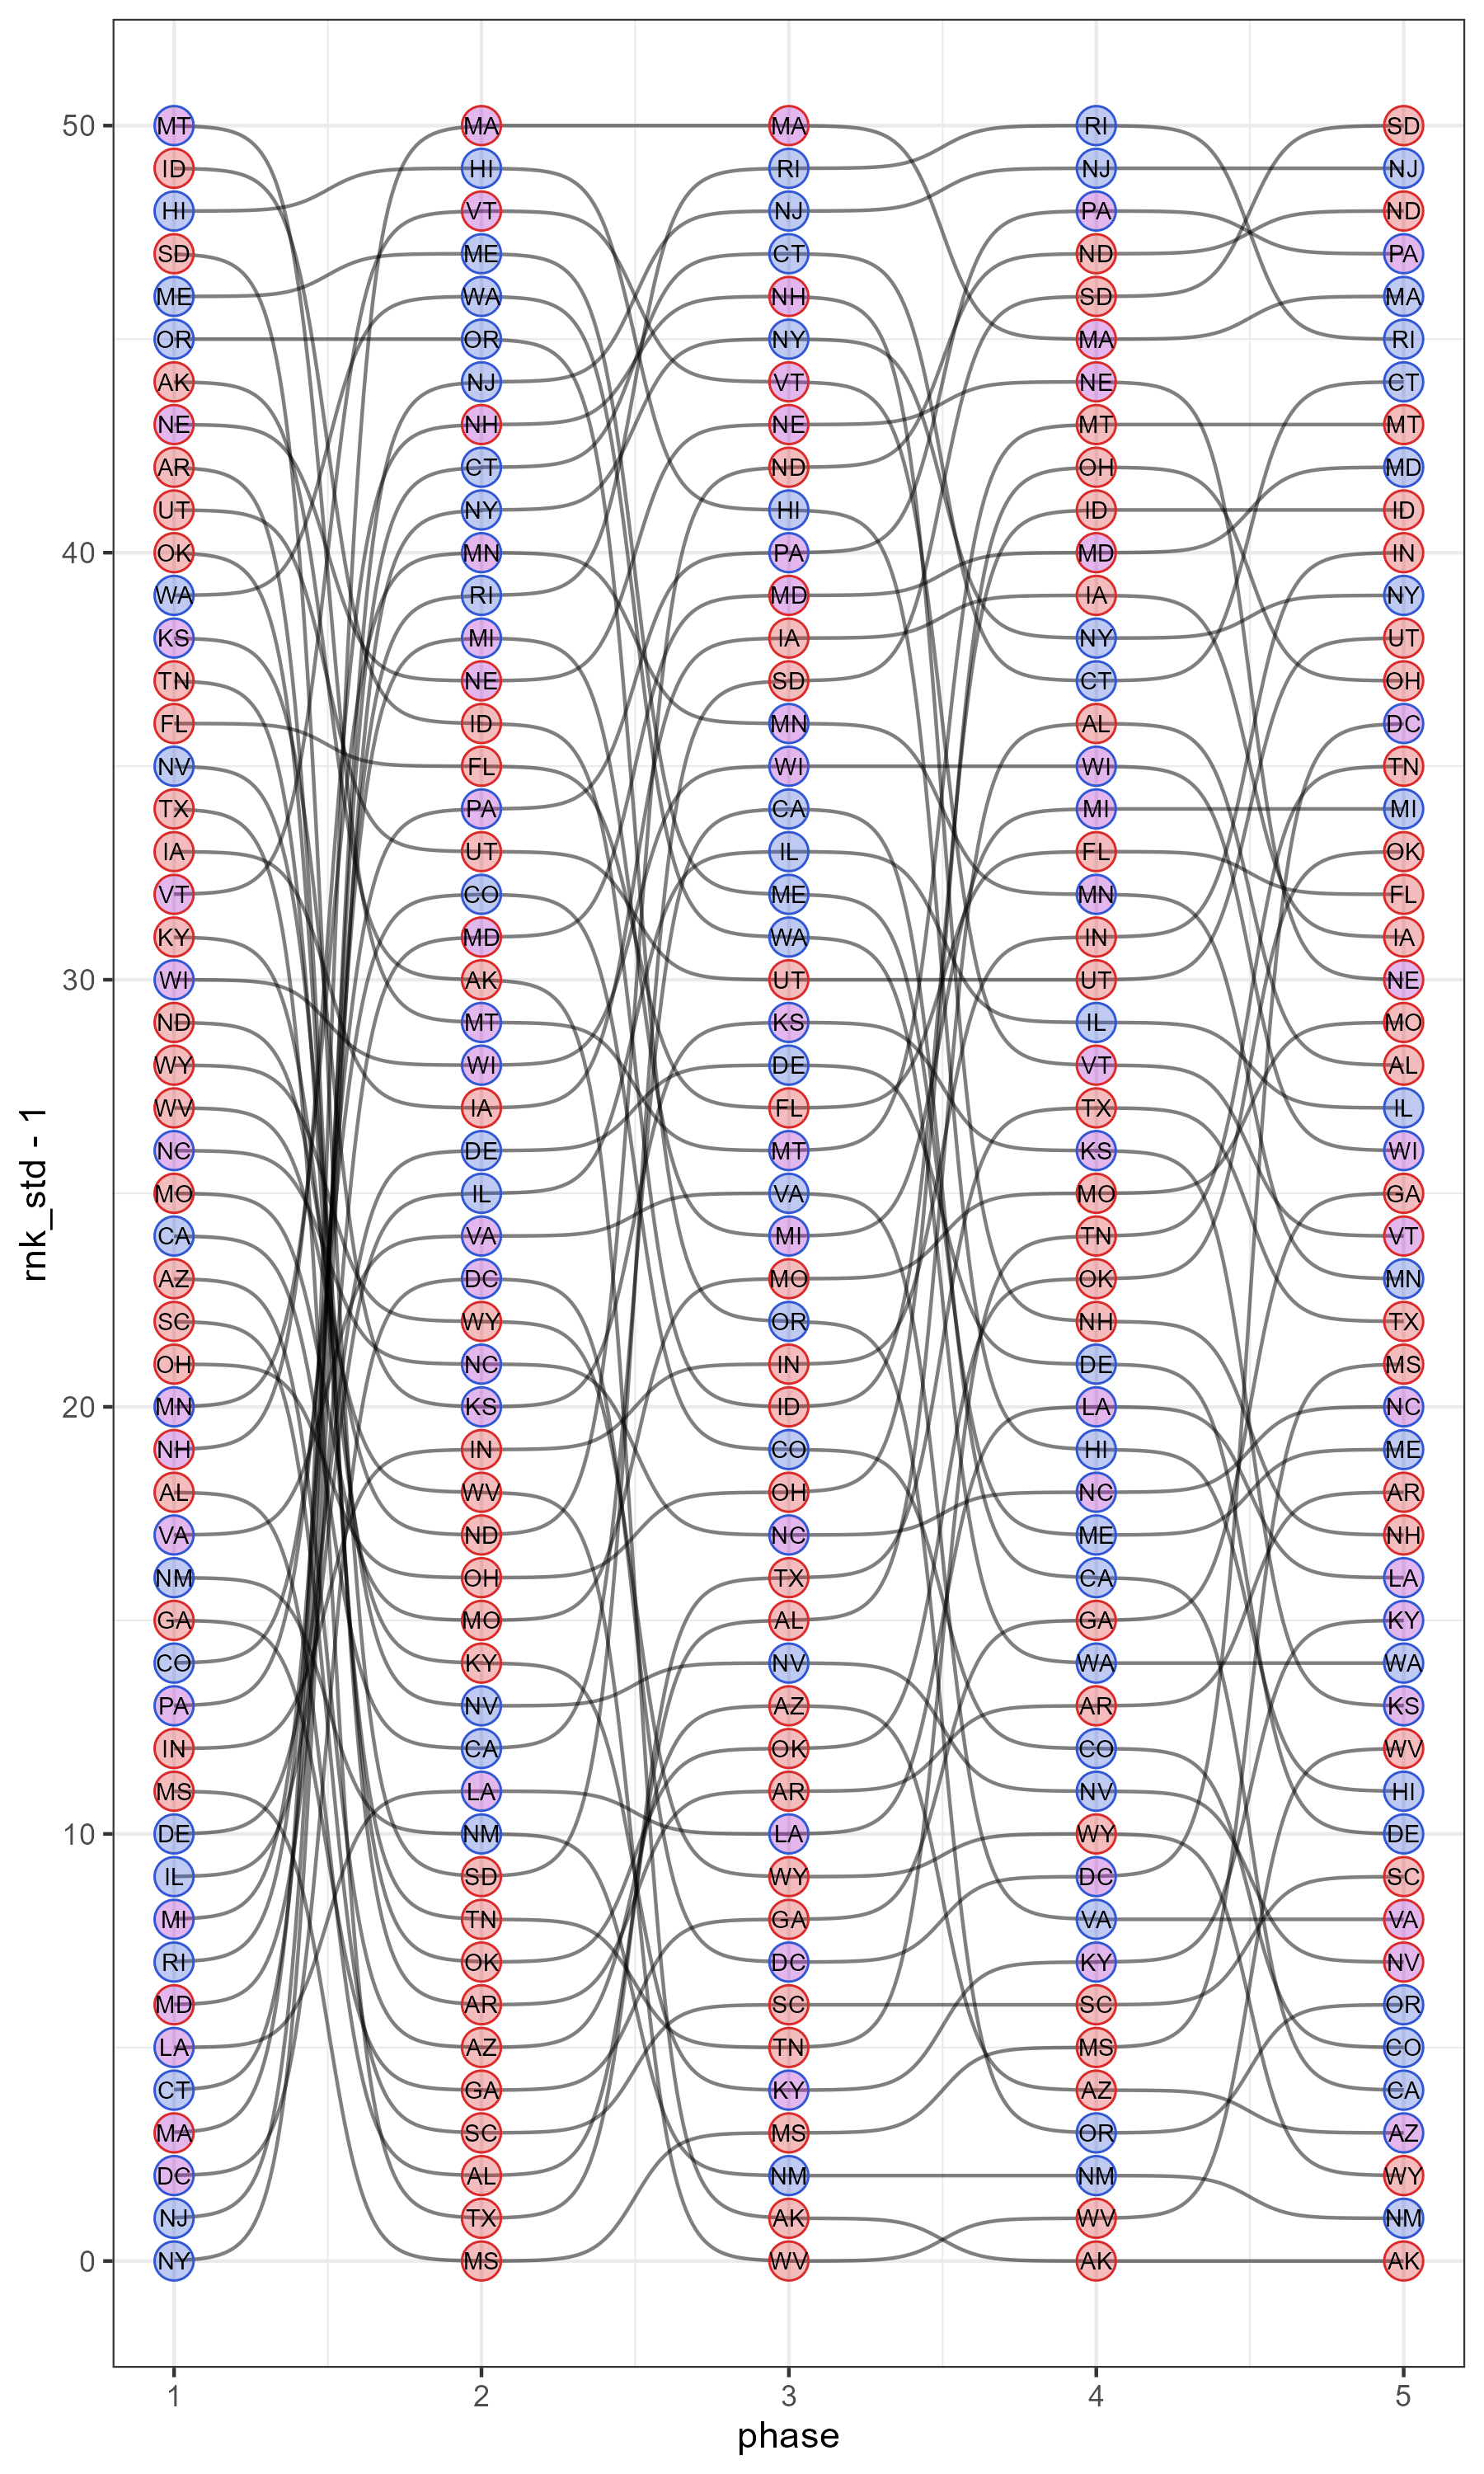 50 MT MA MA RI SD
ID HI RI NJ NJ
HI VT NJ PA ND
SD ME CT ND PA
ME WA NH SD MA
OR OR NY MA RI
AK NJ VT NE CT
NE NH NE MT MT
AR CT ND OH MD
UT NY HI ID ID
40 OK MN PA MD IN
WA RI MD IA NY
KS MI IA NY UT
TN NE SD CT OH
FL ID MN AL DC
NV FL WI WI TN
TX PA CA MI MI
IA UT IL FL OK
VT CO ME MN FL
KY MD WA IN IA
30 WI AK UT UT NE
ND MT KS IL MO
WY WI DE VT AL
WV IA FL TX IL
NC DE MT KS WI
MO IL VA MO GA
CA VA MI TN VT
AZ DC MO OK MN
SC WY OR NH TX
OH NC IN DE MS
20 MN KS ID LA NC
NH IN CO HI ME
AL WV OH NC AR
VA ND NC ME NH
NM OH TX CA LA
GA MO AL GA KY
CO KY NV WA WA
PA NV AZ AR KS
IN CA OK CO WV
MS LA AR NV HI
10 DE NM LA WY DE
IL SD WY DC SC
MI TN GA VA VA
RI OK DC KY NV
MD AR SC SC OR
LA AZ TN MS CO
CT GA KY AZ CA
MA SC MS OR AZ
DC AL NM NM WY
NJ TX AK WV NM
0 NY MS WV AK AK
1 2 3 4 5
phase
rnk_std - 1